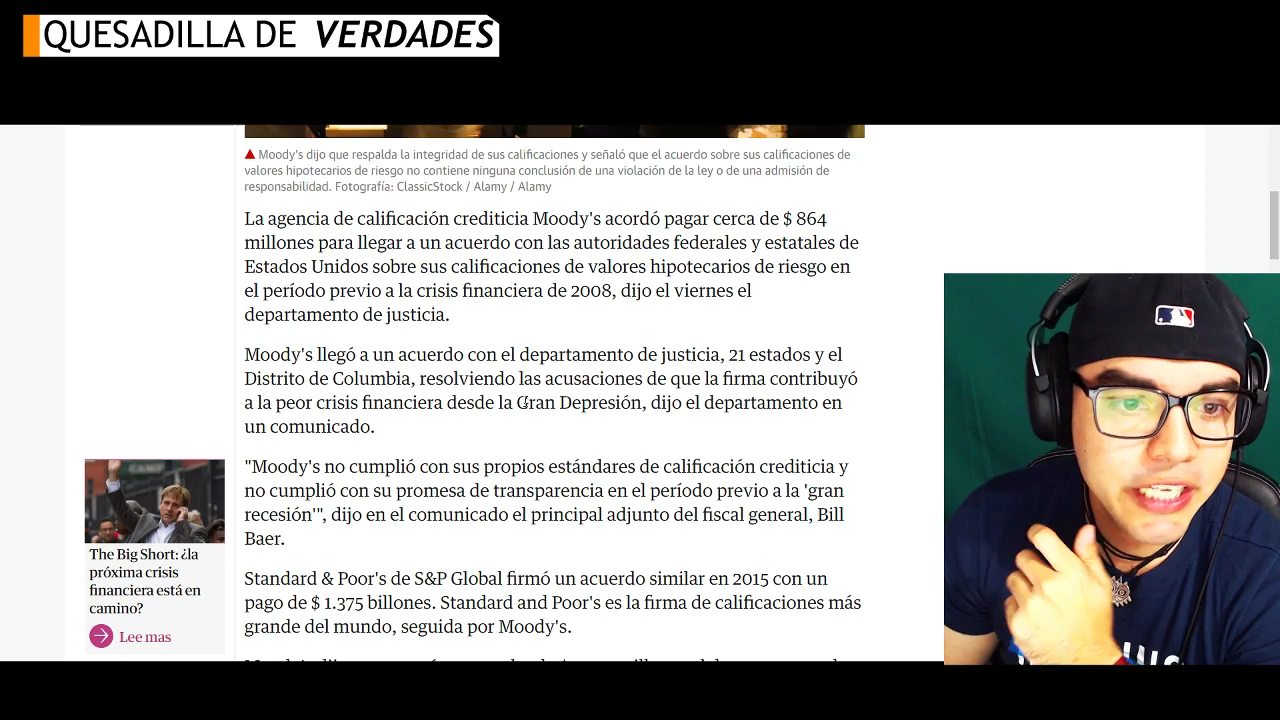 QUESADILLA DE VERDADES
Moody's dijo que respalda la integridad de sus calificaciones y señaló que el acuerdo sobre sus calificaciones de
valores hipotecarios de riesgo no contiene ninguna conclusión de una violación de la ley o de una admisión de
responsabilidad. Fotografía: ClassicStock / Alamy / Alamy
La agencia de calificación crediticia Moody's acordó pagar cerca de $ 864
millones para llegar a un acuerdo con las autoridades federales y estatales de
Estados Unidos sobre sus calificaciones de valores hipotecarios de riesgo en
el período previo a la crisis financiera de 2008, dijo el viernes el
departamento de justicia.
Moody's llegó a un acuerdo con el departamento de justicia, 21 estados y el
Distrito de Columbia, resolviendo las acusaciones de que la firma contribuyó
a la peor crisis financiera desde la Gran Depresión, dijo el departamento en
un comunicado.
"Moody's no cumplió con sus propios estándares de calificación crediticia y
no cumplió con su promesa de transparencia en el período previo a la 'gran
recesión'", dijo en el comunicado el principal adjunto del fiscal general, Bill
Baer.
Standard & Poor's de S&P Global firmó un acuerdo similar en 2015 con un
pago de $ 1.375 billones. Standard and Poor's es la firma de calificaciones más
grande del mundo, seguida por Moody's.
The Big Short: ¿la
próxima crisis
financiera está en
camino?
Lee mas